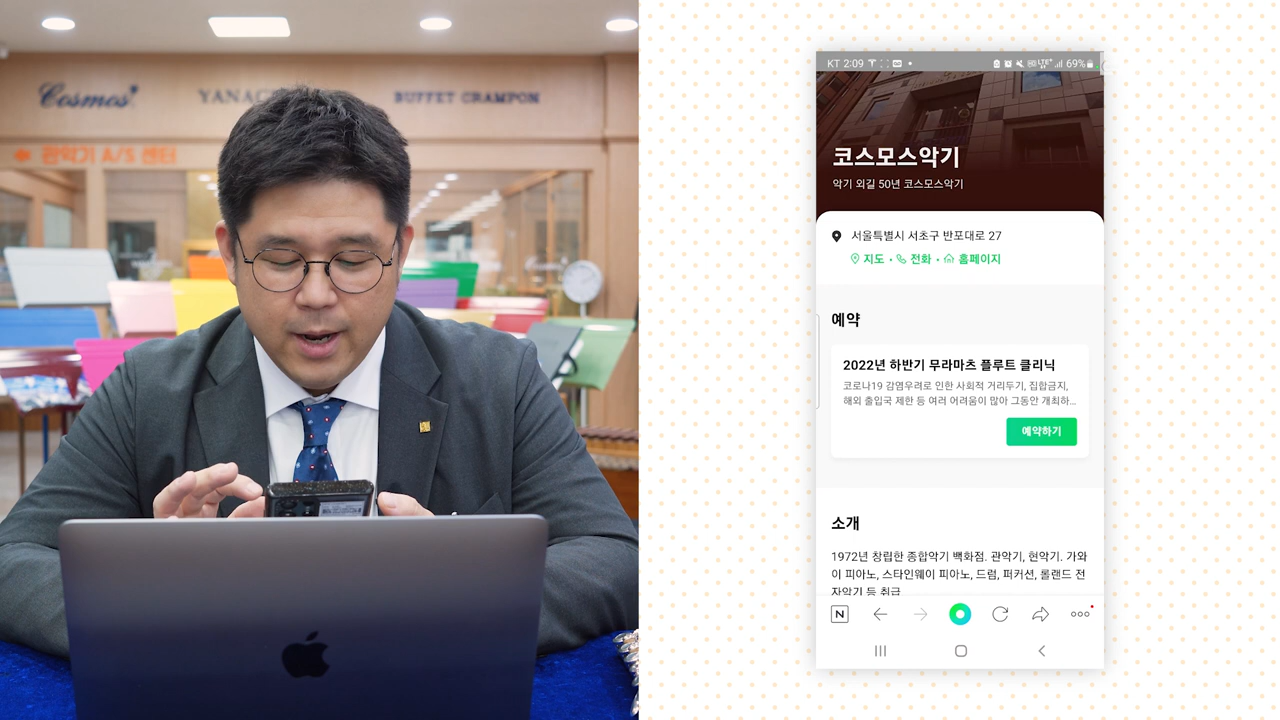 Cosmos
YANAG
BUFFET CRAMPON
관악기 A/S 센터
KT 2:09
69%
코스모스악기
악기 외길 50년 코스모스악기
서울특별시 서초구 반포대로 27
지도 • 전화 • 홈페이지
예약
2022년 하반기 무라마츠 플루트 클리닉
코로나19 감염우려로 인한 사회적 거리두기, 집합금지,
해외 출입국 제한 등 여러 어려움이 많아 그동안 개최하...
예약하기
소개
1972년 창립한 종합악기 백화점. 관악기, 현악기. 가와
이 피아노, 스타인웨이 피아노, 드럼, 퍼커션, 롤랜드 전
자악기 등 취급
N